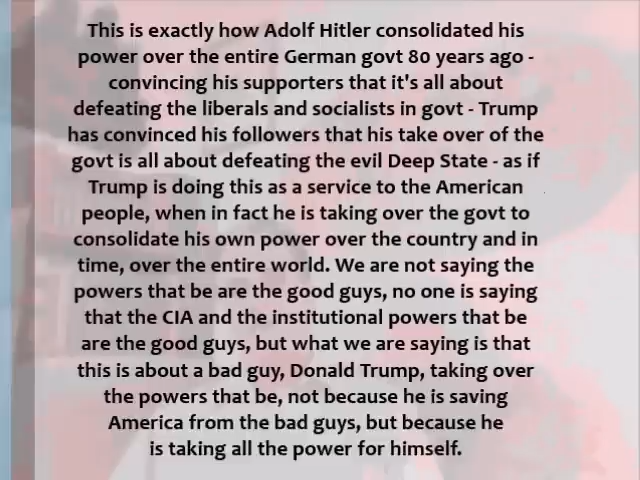 This is exactly how Adolf Hitler consolidated his
power over the entire German govt 80 years ago -
convincing his supporters that it's all about
defeating the liberals and socialists in govt - Trump
has convinced his followers that his take over of the
govt is all about defeating the evil Deep State - as if
Trump is doing this as a service to the American
people, when in fact he is taking over the govt to
consolidate his own power over the country and in
time, over the entire world. We are not saying the
powers that be are the good guys, no one is saying
that the CIA and the institutional powers that be
are the good guys, but what we are saying is that
this is about a bad guy, Donald Trump, taking over
the powers that be, not because he is saving
America from the bad guys, but because he
is taking all the power for himself.